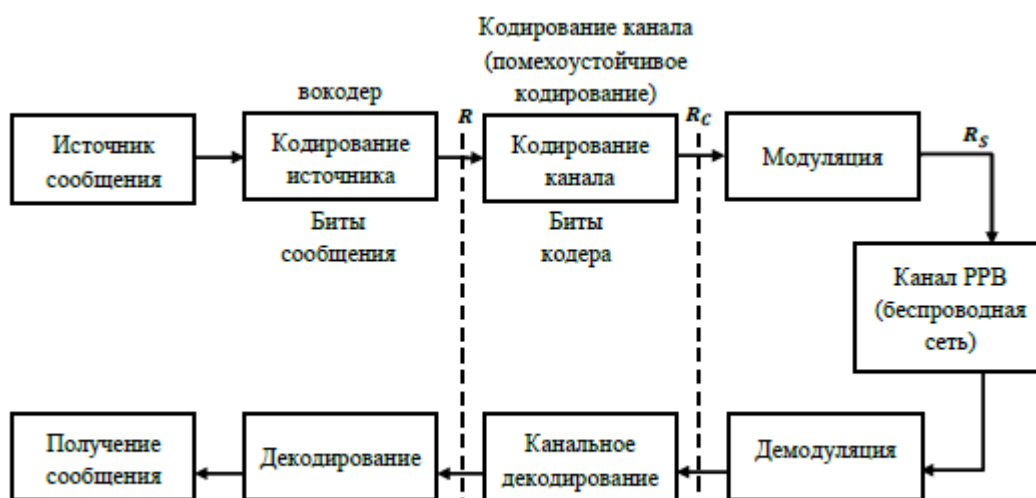 Кодирование канала
(помехоустойчивое
кодирование)
вокодер
R
R_C
R_S
Источник
сообщения
Кодирование
источника
Кодирование
канала
Модуляция
Биты
сообщения
Биты
кодера
Канал РРВ
(беспроводная
сеть)
Получение
сообщения
Декодирование
Канальное
декодирование
Демодуляция